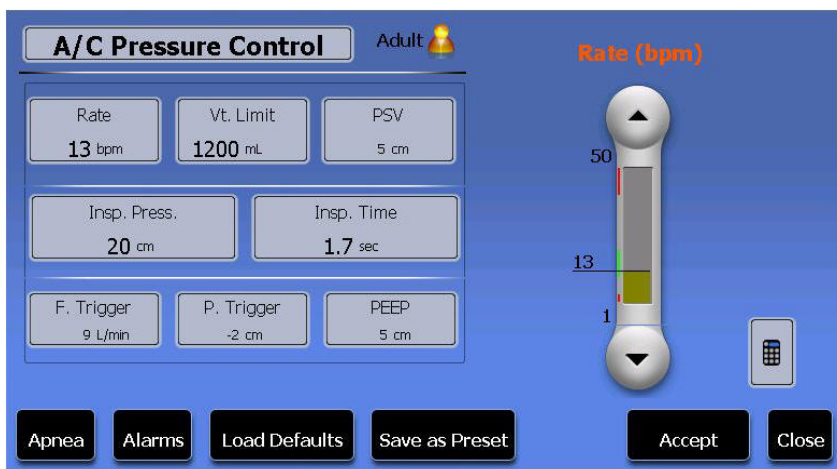 A/C Pressure Control
Adult
Rate (bpm)
Rate
13 bpm
Vt. Limit
1200 mL
PSV
5 cm
50
Insp. Press.
20 cm
Insp. Time
1.7 sec
13
F. Trigger
9 L/min
P. Trigger
-2 cm
PEEP
5 cm
1
Apnea
Alarms
Load Defaults
Save as Preset
Accept
Close